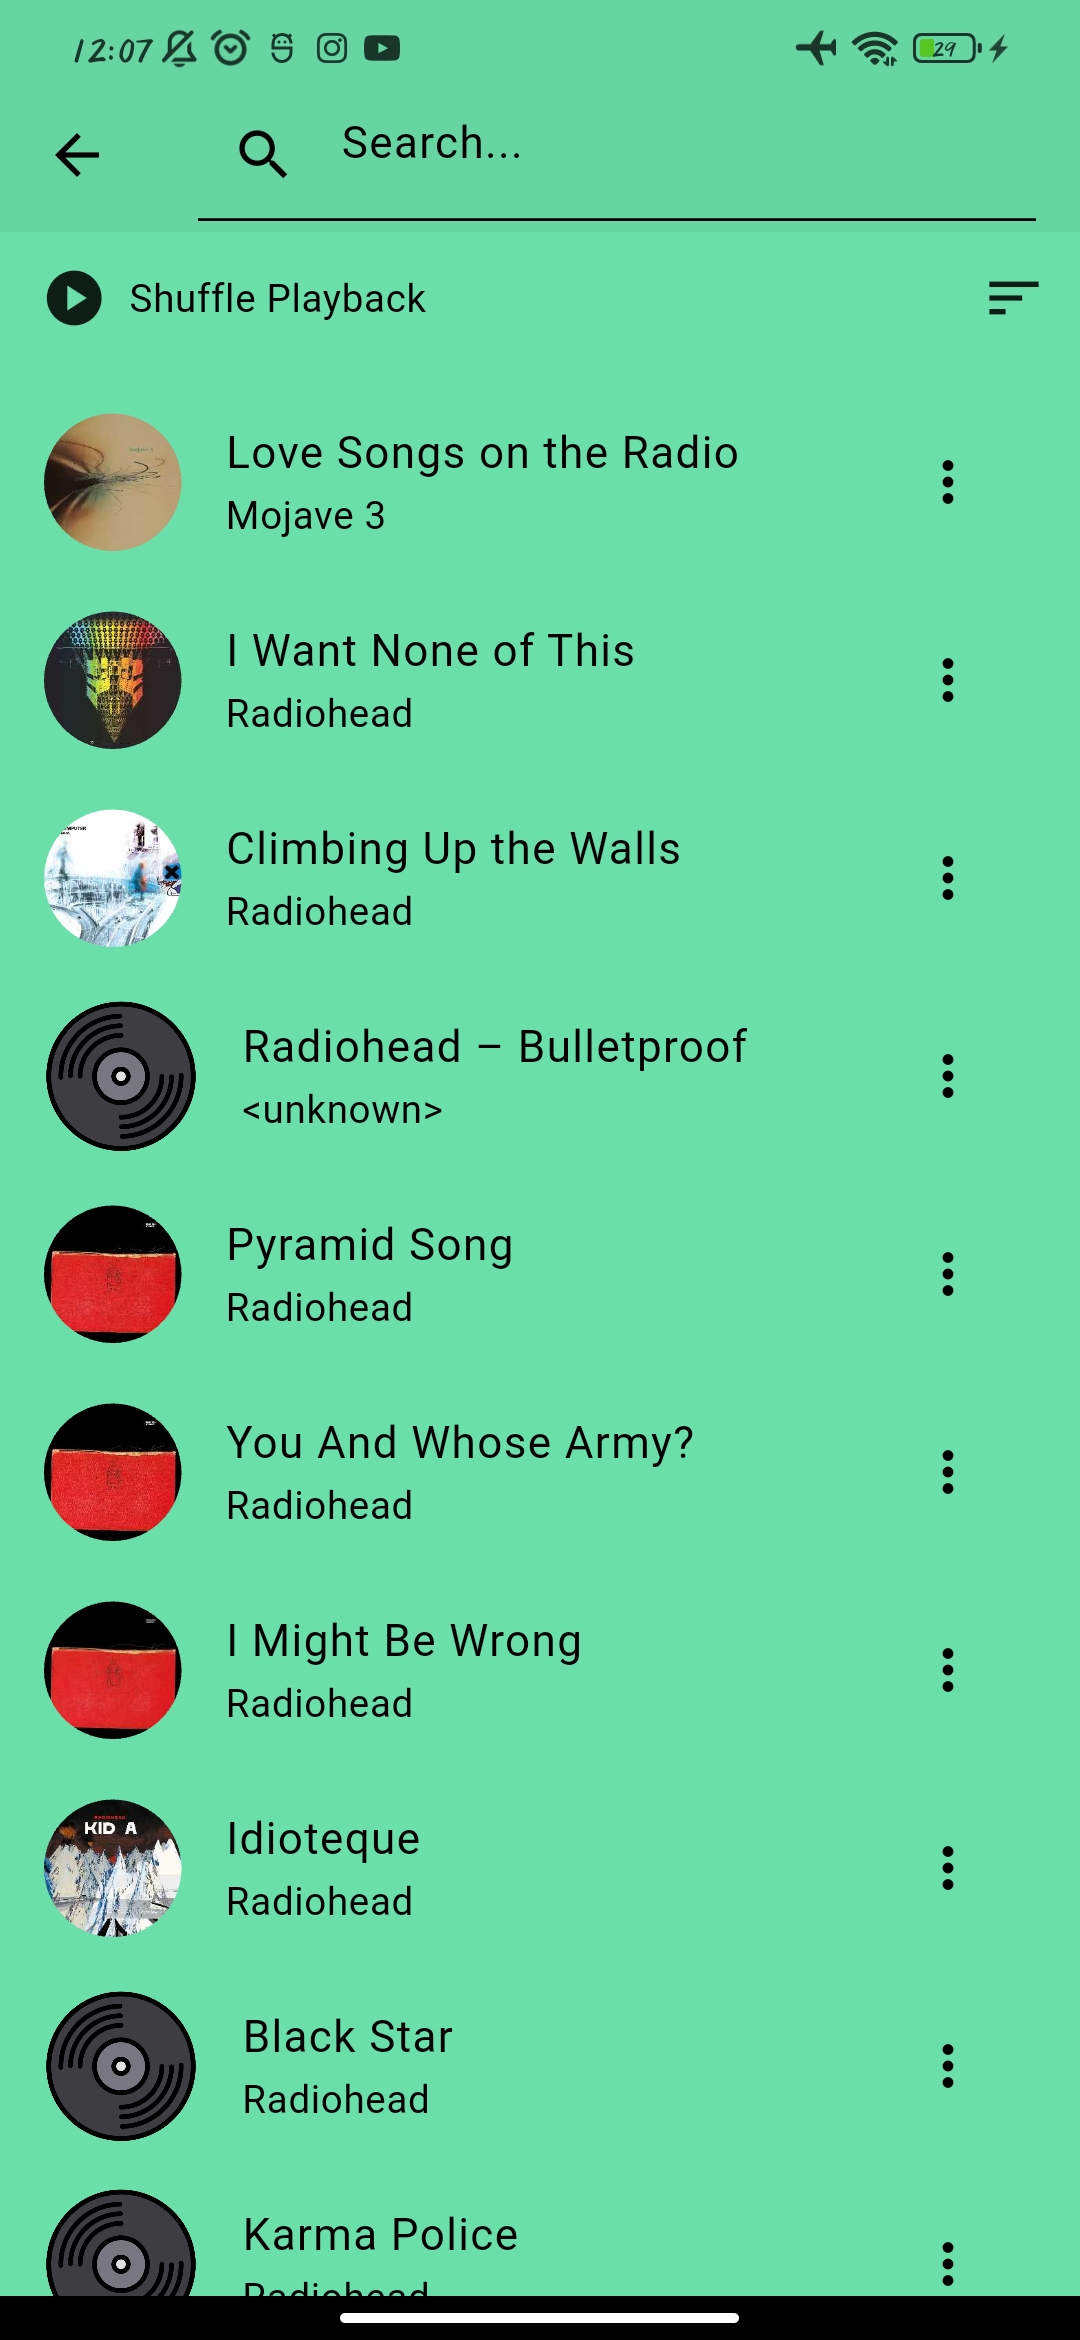 12:07
29
Search...
Shuffle Playback
Love Songs on the Radio
Mojave 3
I Want None of This
Radiohead
Climbing Up the Walls
Radiohead
Radiohead – Bulletproof
<unknown>
Pyramid Song
Radiohead
You And Whose Army?
Radiohead
I Might Be Wrong
Radiohead
KID A
Idioteque
Radiohead
Black Star
Radiohead
Karma Police
Radiohead